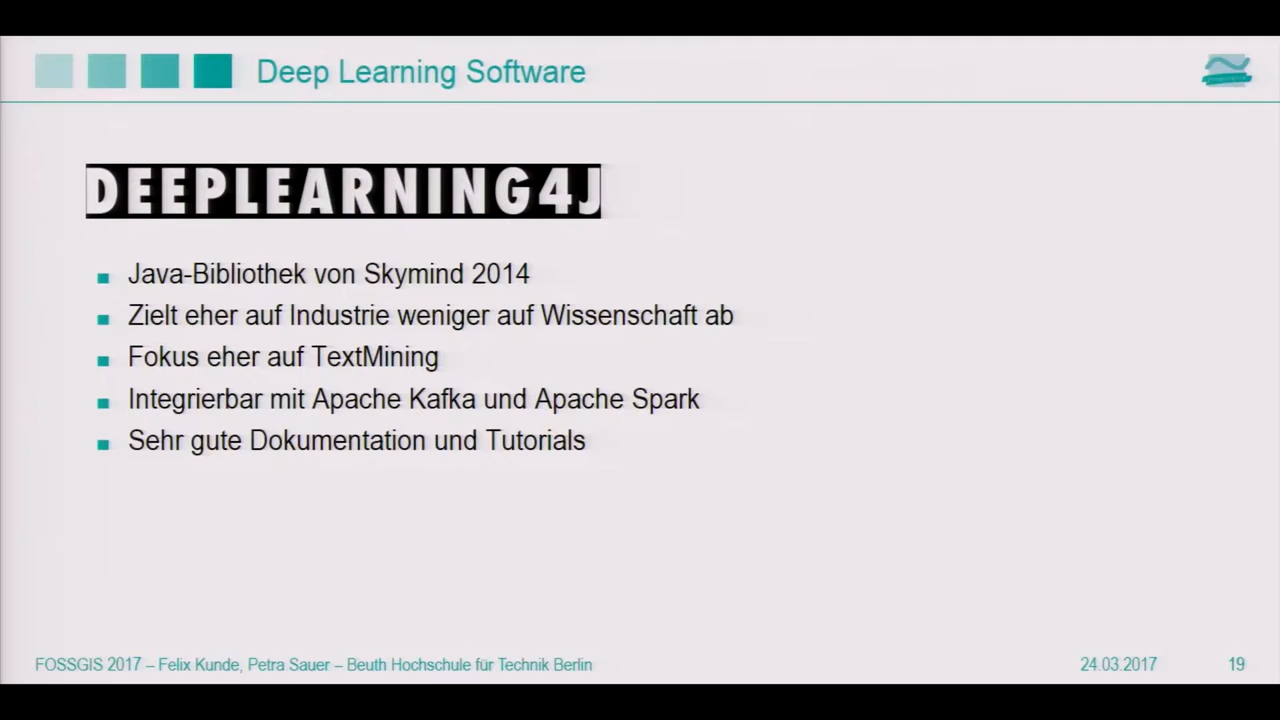 Deep Learning Software
DEEPLEARNING4J
Java-Bibliothek von Skymind 2014
Zielt eher auf Industrie weniger auf Wissenschaft ab
Fokus eher auf TextMining
Integrierbar mit Apache Kafka und Apache Spark
Sehr gute Dokumentation und Tutorials
FOSSGIS 2017 – Felix Kunde, Petra Sauer – Beuth Hochschule für Technik Berlin
24.03.2017
19